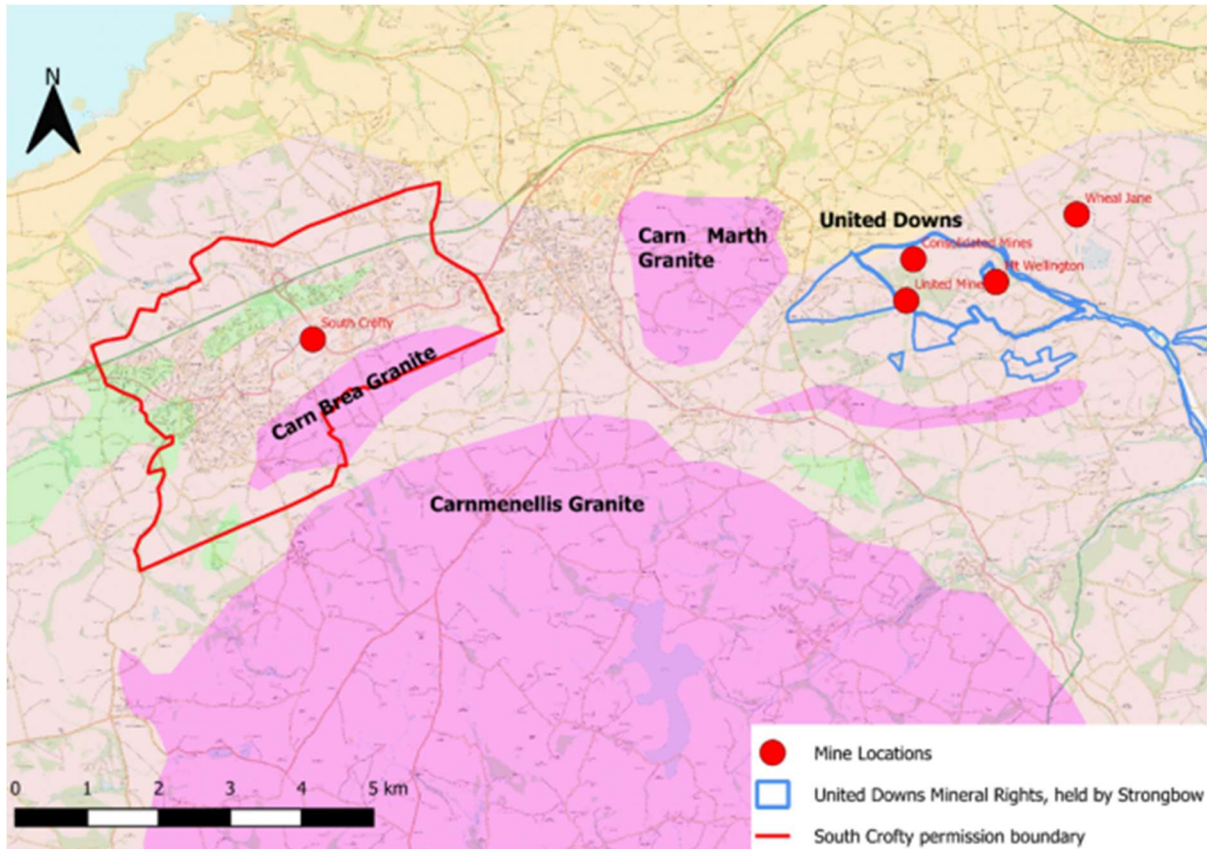 N
Wheal Jane
United Downs
Carn Marth
Granite
Consolidated Mines
Mt Wellington
United Mine
South Crofty
Carn Brea Granite
Carnmenellis Granite
Mine Locations
0 1 2 3 4 5 km
United Downs Mineral Rights, held by Strongbow
South Crofty permission boundary